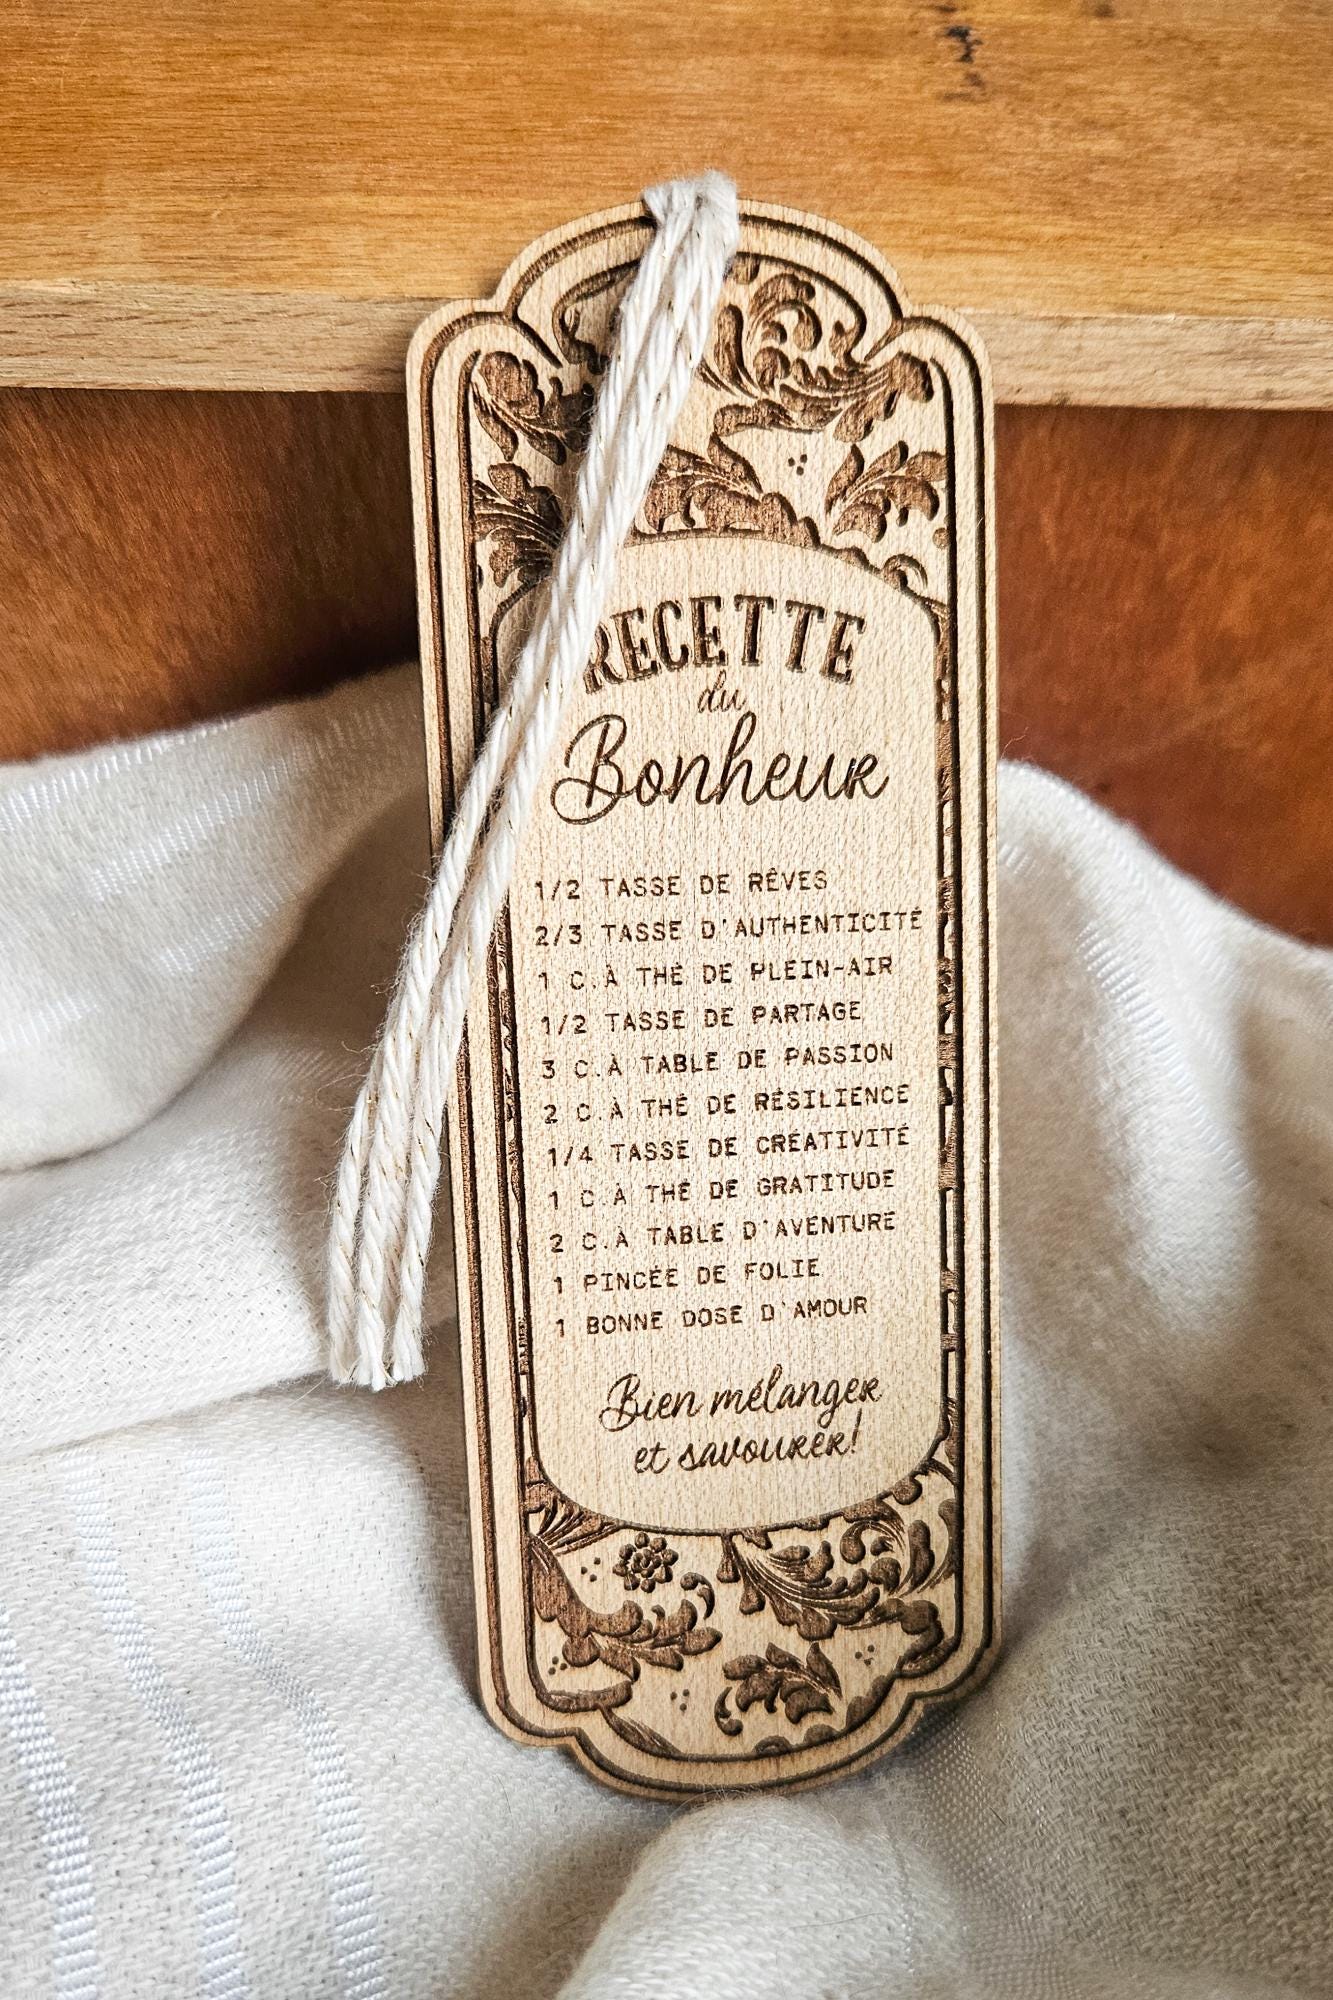 RECETTE
du
Bonheur
1/2 TASSE DE RÊVES
2/3 TASSE D'AUTHENTICITÉ
1 C.À THÉ DE PLEIN-AIR
1/2 TASSE DE PARTAGE
3 C.À TABLE DE PASSION
2 C.À THÉ DE RÉSILIENCE
1/4 TASSE DE CRÉATIVITÉ
1 C.À THÉ DE GRATITUDE
2 C.À TABLE D'AVENTURE
1 PINCÉE DE FOLIE
1 BONNE DOSE D'AMOUR
Bien mélanger
et savourer!